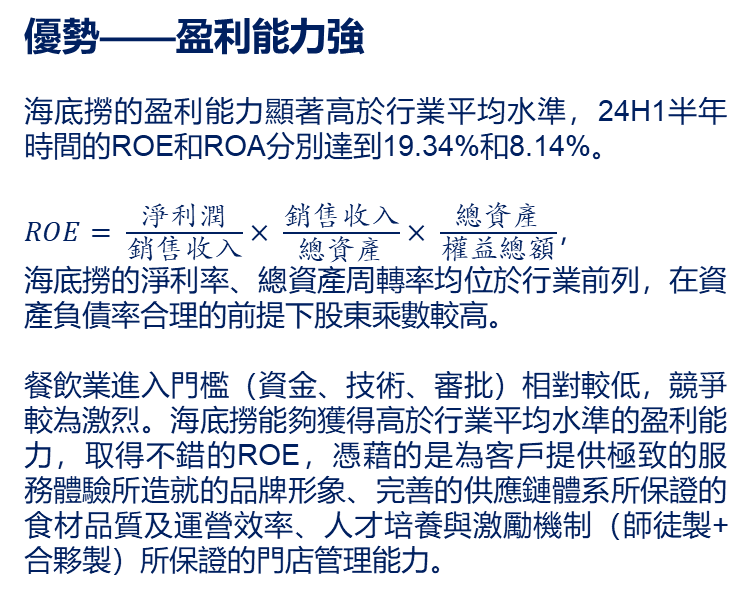 優勢——盈利能力強
海底撈的盈利能力顯著高於行業平均水準，24H1半年
時間的ROE和ROA分別達到19.34%和8.14%。
ROE = 淨利潤/銷售收入 × 銷售收入/總資產 × 總資產/權益總額,
海底撈的淨利率、總資產周轉率均位於行業前列，在資
產負債率合理的前提下股東乘數較高。
餐飲業進入門檻（資金、技術、審批）相對較低，競爭
較為激烈。海底撈能夠獲得高於行業平均水準的盈利能
力，取得不錯的ROE，憑藉的是為客戶提供極致的服
務體驗所造就的品牌形象、完善的供應鏈體系所保證的
食材品質及運營效率、人才培養與激勵機制（師徒製+
合夥製）所保證的門店管理能力。